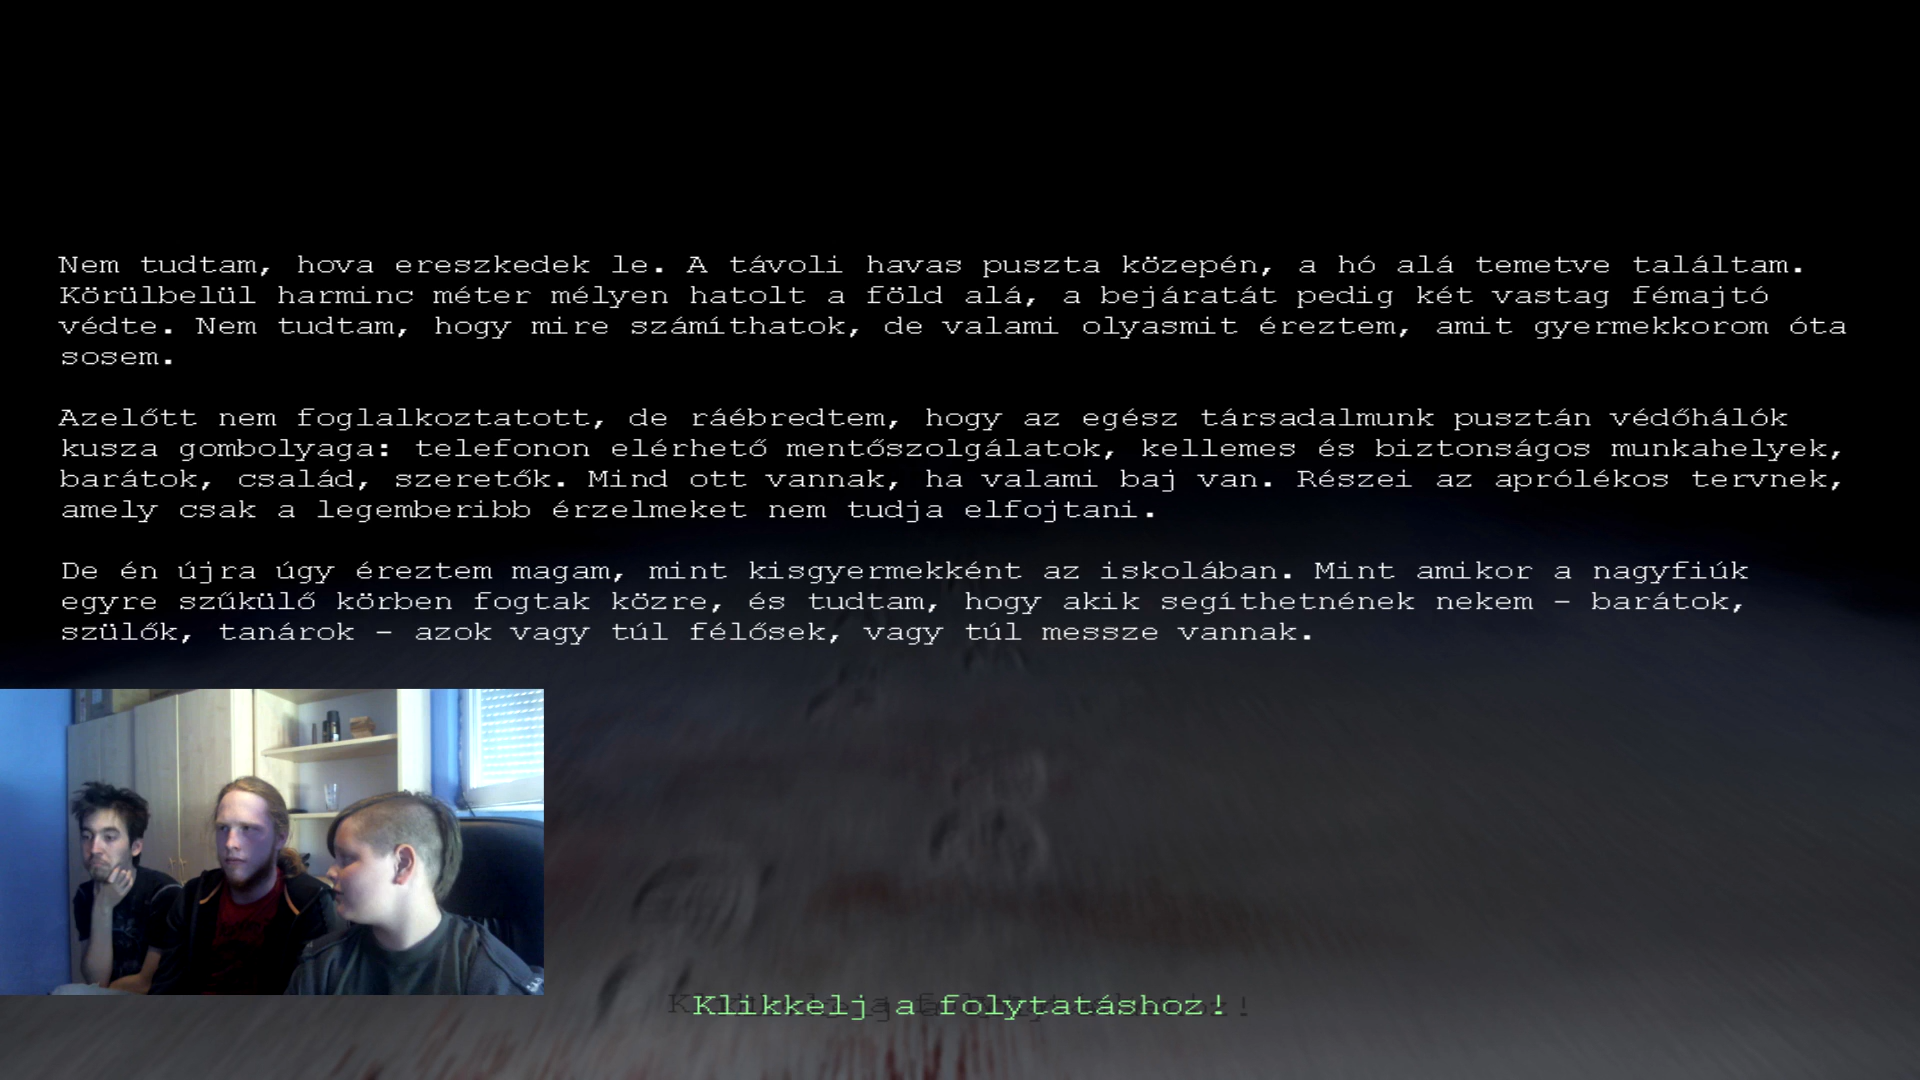 Nem tudtam, hova ereszkedek le. A távoli havas puszta közepén, a hó alá temetve találtam.
Körülbelül harminc méter mélyen hatolt a föld alá, a bejáratát pedig két vastag fémajtó
védte. Nem tudtam, hogy mire számíthatok, de valami olyasmit éreztem, amit gyermekkorom óta
sosem.
Azelőtt nem foglalkoztatott, de ráébredtem, hogy az egész társadalmunk pusztán védőhálók
kusza gombolyaga: telefonon elérhető mentőszolgálatok, kellemes és biztonságos munkahelyek,
barátok, család, szeretők. Mind ott vannak, ha valami baj van. Részei az aprólékos tervnek,
amely csak a legemberibb érzelmeket nem tudja elfojtani.
De én újra úgy éreztem magam, mint kisgyermekként az iskolában. Mint amikor a nagyfiúk
egyre szűkülő körben fogtak közre, és tudtam, hogy akik segíthetnének nekem - barátok,
szülők, tanárok - azok vagy túl félősek, vagy túl messze vannak.
Klikkelj a folytatáshoz!